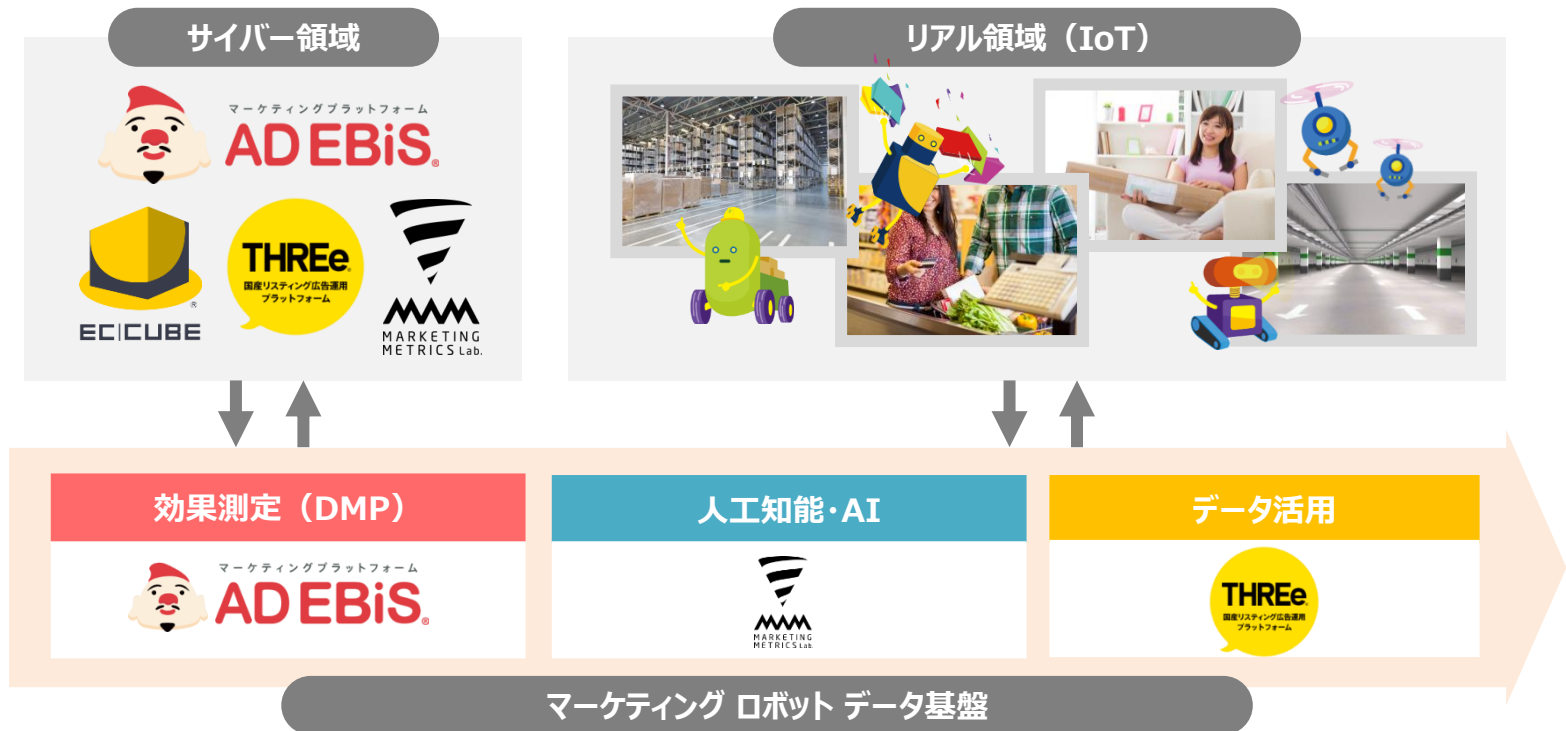 サイバー領域
マーケティングプラットフォーム
AD EBiS®
EC|CUBE
®
THREe®
国産リスティング広告運用
プラットフォーム
MARKETING
METRICS Lab.
リアル領域（IoT）
効果測定（DMP）
マーケティングプラットフォーム
AD EBiS®
人工知能・AI
MARKETING
METRICS Lab.
データ活用
THREe
国産リスティング広告運用
プラットフォーム
マーケティング ロボット データ基盤